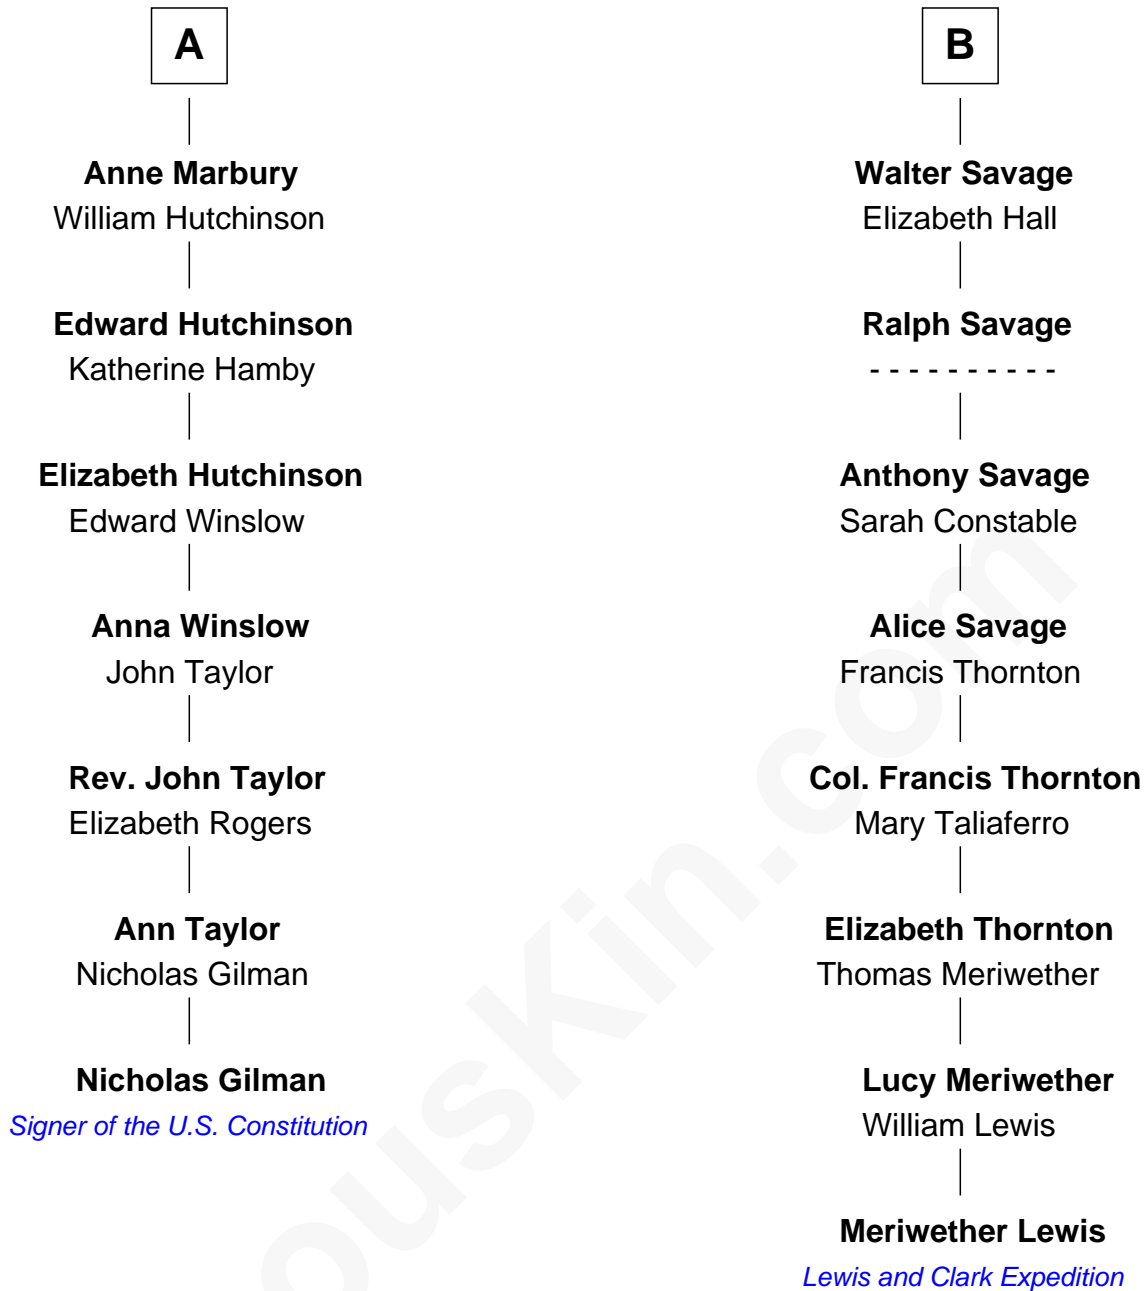 A
Anne Marbury
William Hutchinson
Edward Hutchinson
Katherine Hamby
Elizabeth Hutchinson
Edward Winslow
Anna Winslow
John Taylor
Rev. John Taylor
Elizabeth Rogers
Ann Taylor
Nicholas Gilman
Nicholas Gilman
Signer of the U.S. Constitution
B
Walter Savage
Elizabeth Hall
Ralph Savage
- - - - - - - - - -
Anthony Savage
Sarah Constable
Alice Savage
Francis Thornton
Col. Francis Thornton
Mary Taliaferro
Elizabeth Thornton
Thomas Meriwether
Lucy Meriwether
William Lewis
Meriwether Lewis
Lewis and Clark Expedition
ousKin.com